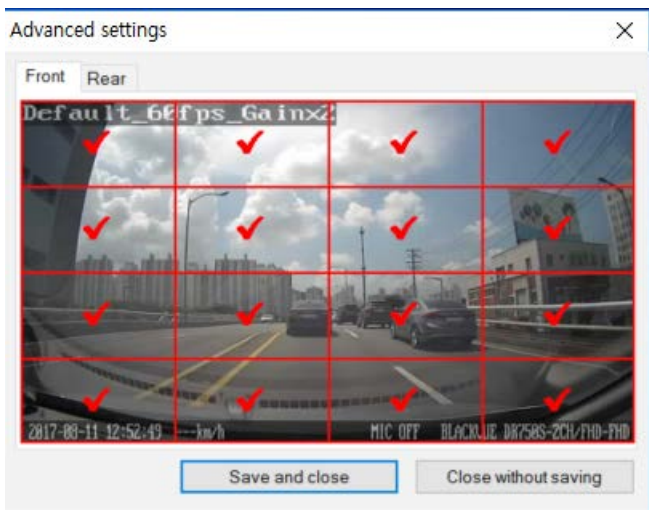 Advanced settings
Front Rear
Default_60fps_Gainx2
2017-08-11 12:52:49 ---km/h MIC OFF BLACKVUE DR750S-2CH/FHD-FHD
Save and close Close without saving